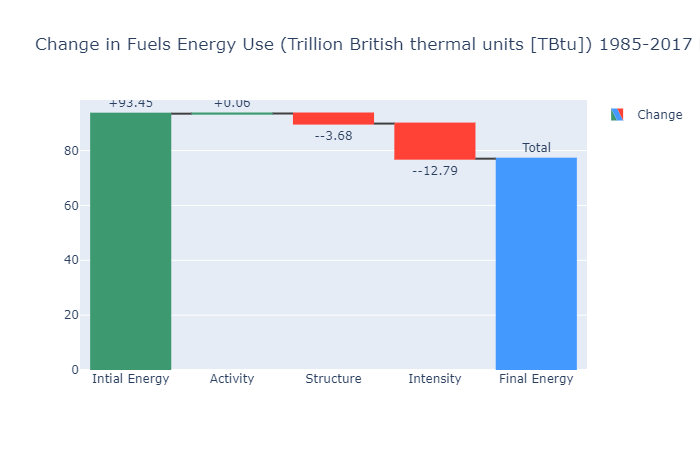 Change in Fuels Energy Use (Trillion British thermal units [TBtu]) 1985-2017
+93.45
+0.06
--3.68
--12.79
Total
Change
80
60
40
20
0
Intial Energy
Activity
Structure
Intensity
Final Energy